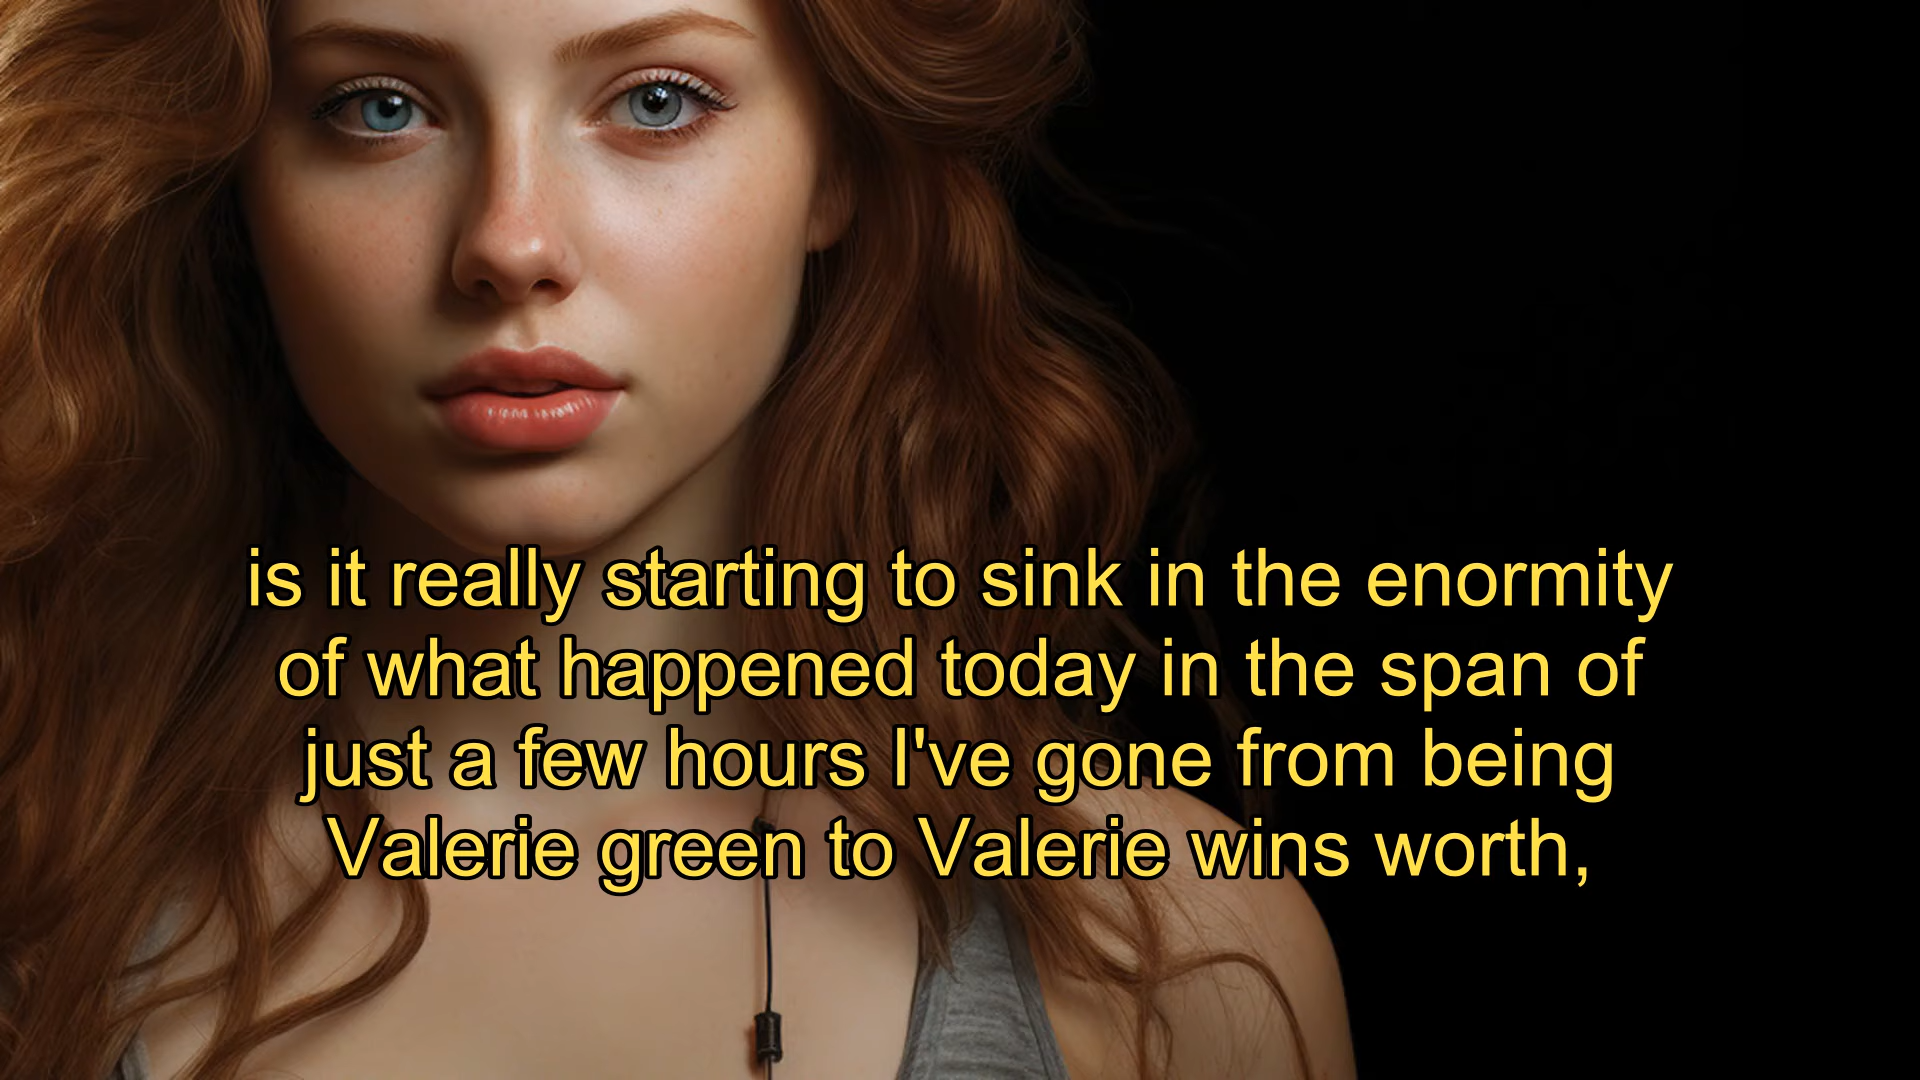 is it really starting to sink in the enormity
of what happened today in the span of
just a few hours I've gone from being
Valerie green to Valerie wins worth,